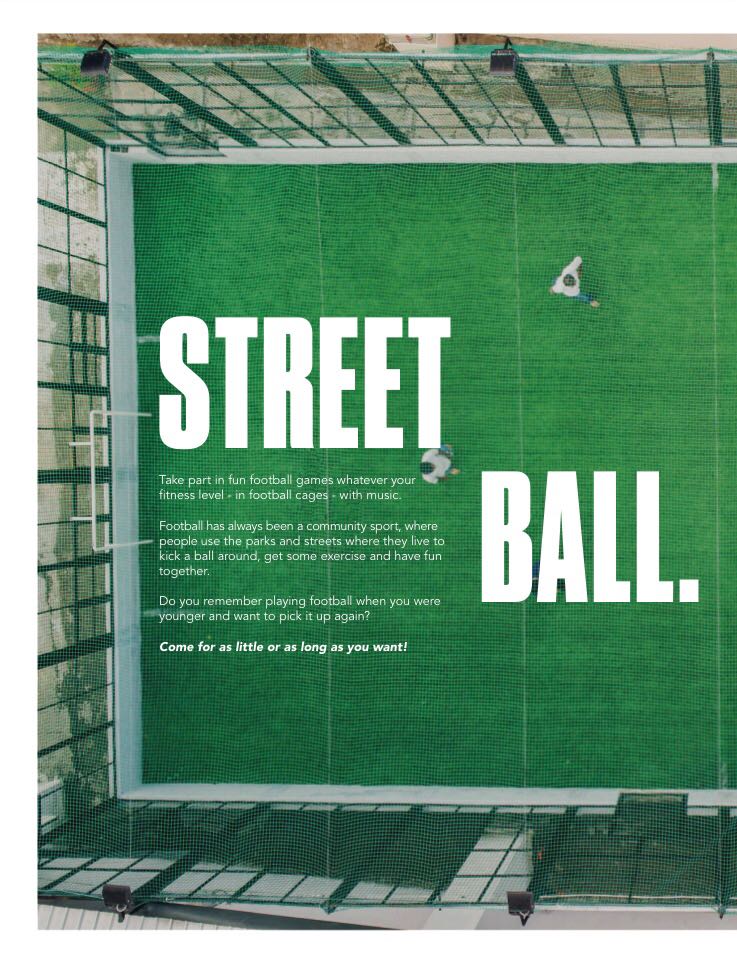 STREET
BALL.
Take part in fun football games whatever your
fitness level - in football cages - with music.
Football has always been a community sport, where
people use the parks and streets where they live to
kick a ball around, get some exercise and have fun
together.
Do you remember playing football when you were
younger and want to pick it up again?
Come for as little or as long as you want!